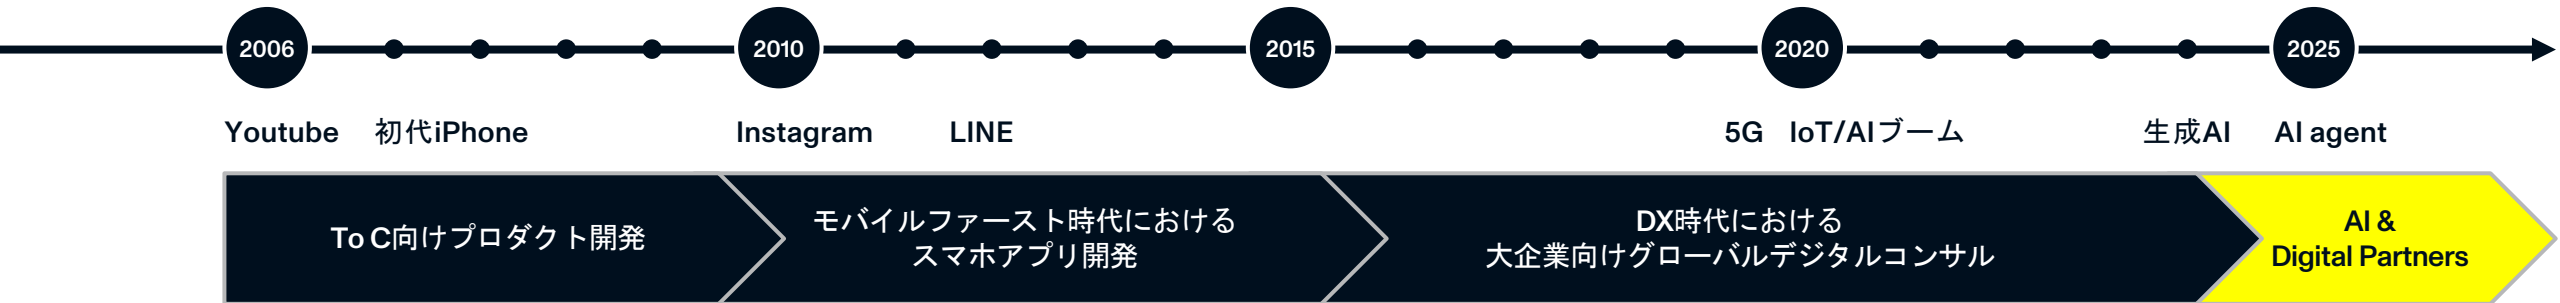 2006
2010
2015
2020
2025
Youtube
初代iPhone
Instagram
LINE
5G
IoT/AIブーム
生成AI
AI agent
To C向けプロダクト開発
モバイルファースト時代における
スマホアプリ開発
DX時代における
大企業向けグローバルデジタルコンサル
AI &
Digital Partners